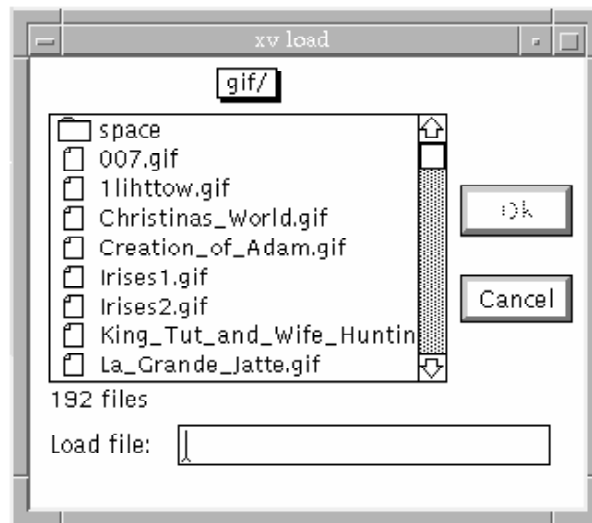 xv load
gif/
space
007.gif
1lihttow.gif
Christinas_World.gif
Creation_of_Adam.gif
Irises1.gif
Irises2.gif
King_Tut_and_Wife_Huntin
La_Grande_Jatte.gif
Ok
Cancel
192 files
Load file: